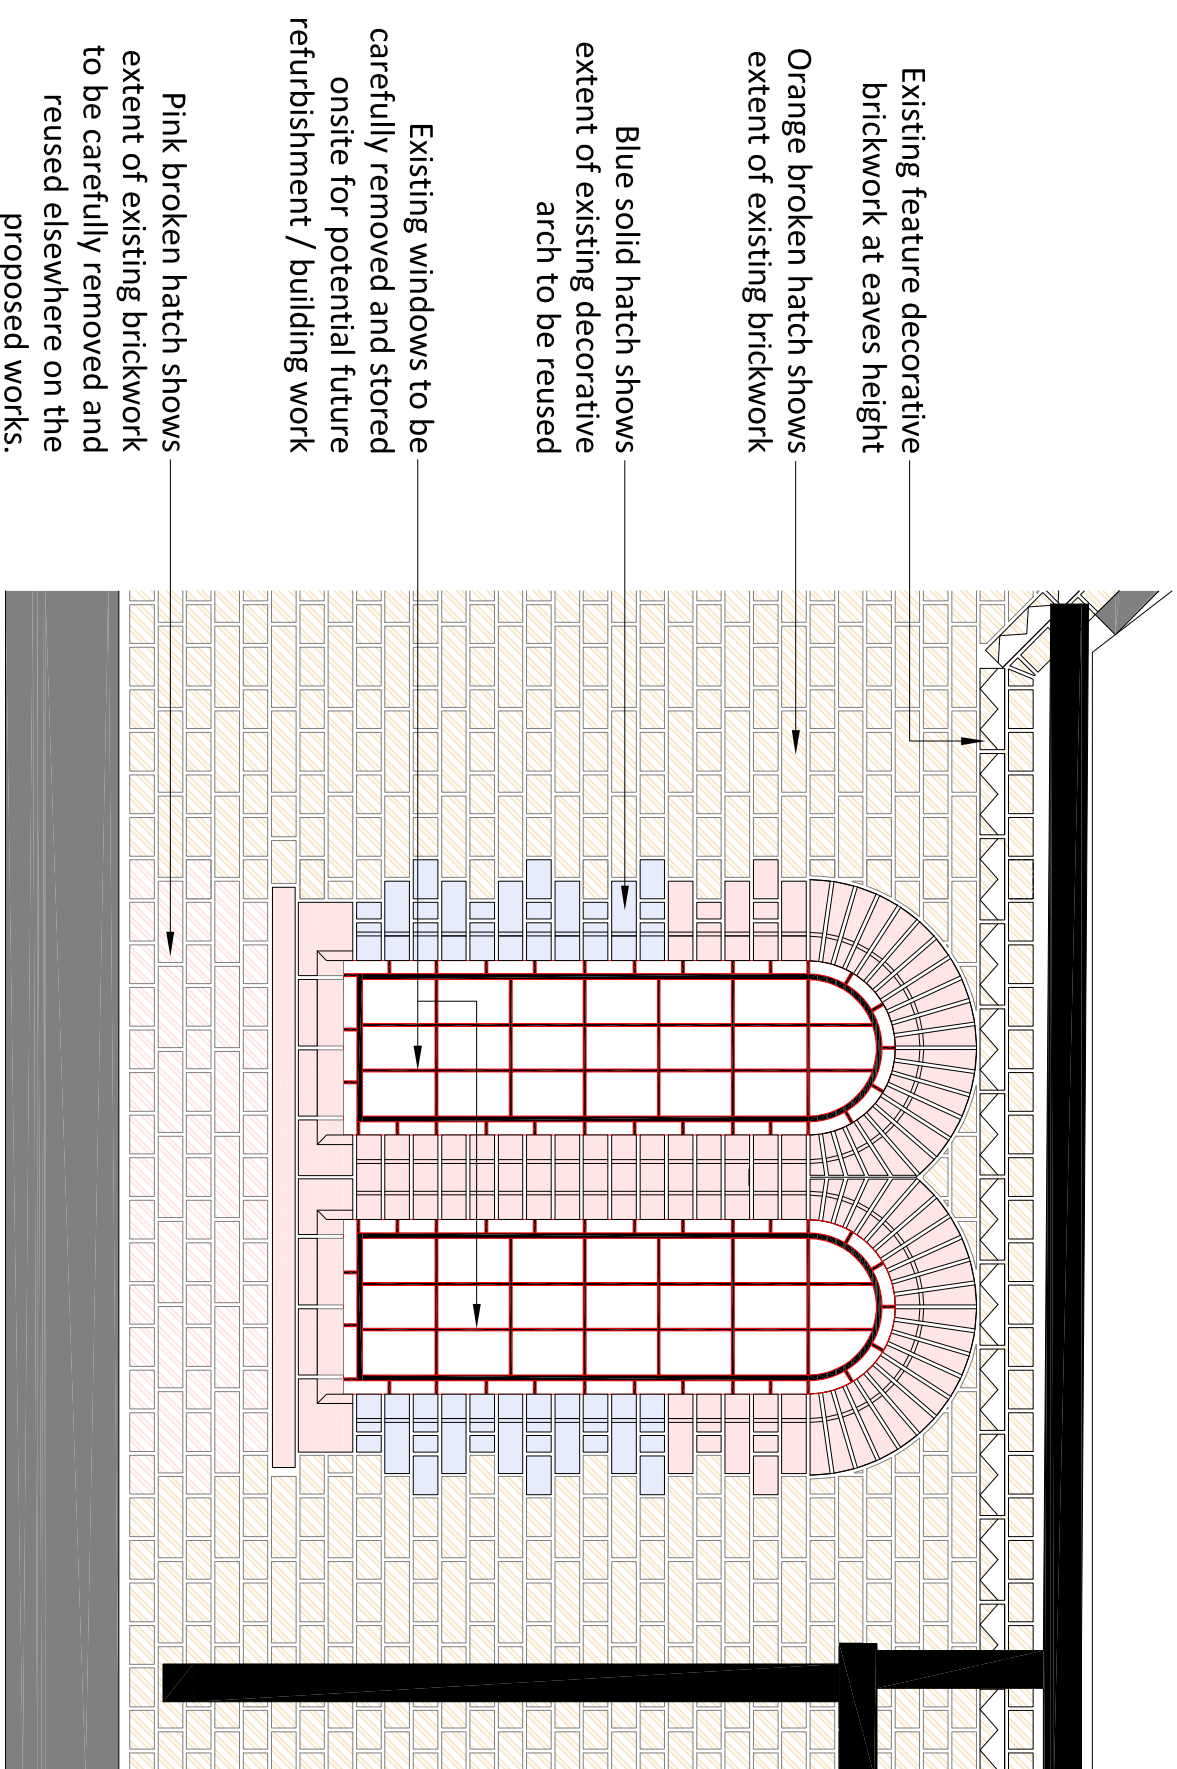 Existing feature decorative
brickwork at eaves height
Orange broken hatch shows
extent of existing brickwork
Blue solid hatch shows
extent of existing decorative
arch to be reused
Existing windows to be
carefully removed and stored
onsite for potential future
refurbishment / building work
Pink broken hatch shows
extent of existing brickwork
to be carefully removed and
reused elsewhere on the
proposed works.